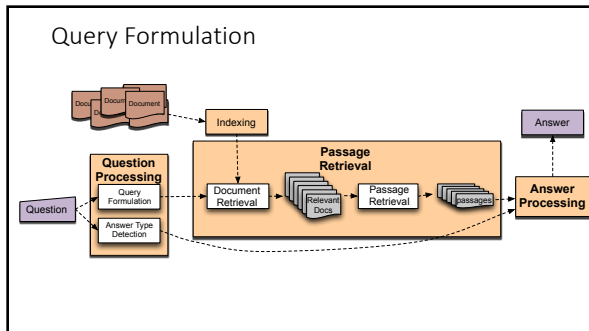 Query Formulation
Document
Indexing
Answer
Question
Processing
Passage
Retrieval
Query
Formulation
Document
Retrieval
Relevant
Docs
Passage
Retrieval
passages
Answer
Processing
Question
Answer Type
Detection